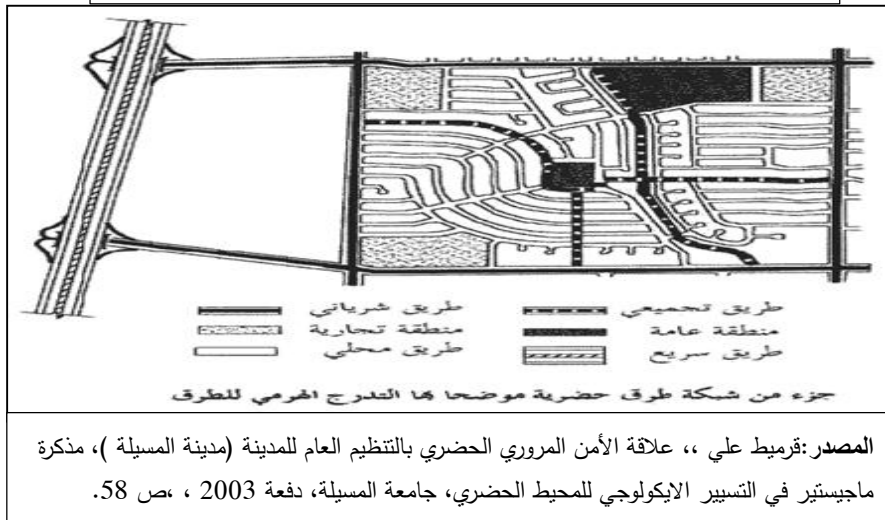 طريق تجميعي
طريق شرياني
منطقة عامة
منطقة تجارية
طريق سريع
طريق محلي
جزء من شبكة طرق حضرية موضحا بها التدرج الهرمي للطرق
المصدر:قرميط علي ،، علاقة الأمن المروري الحضري بالتنظيم العام للمدينة (مدينة المسيلة )، مذكرة
ماجيستير في التسيير الايكولوجي للمحيط الحضري، جامعة المسيلة، دفعة 2003 ، ،ص 58.